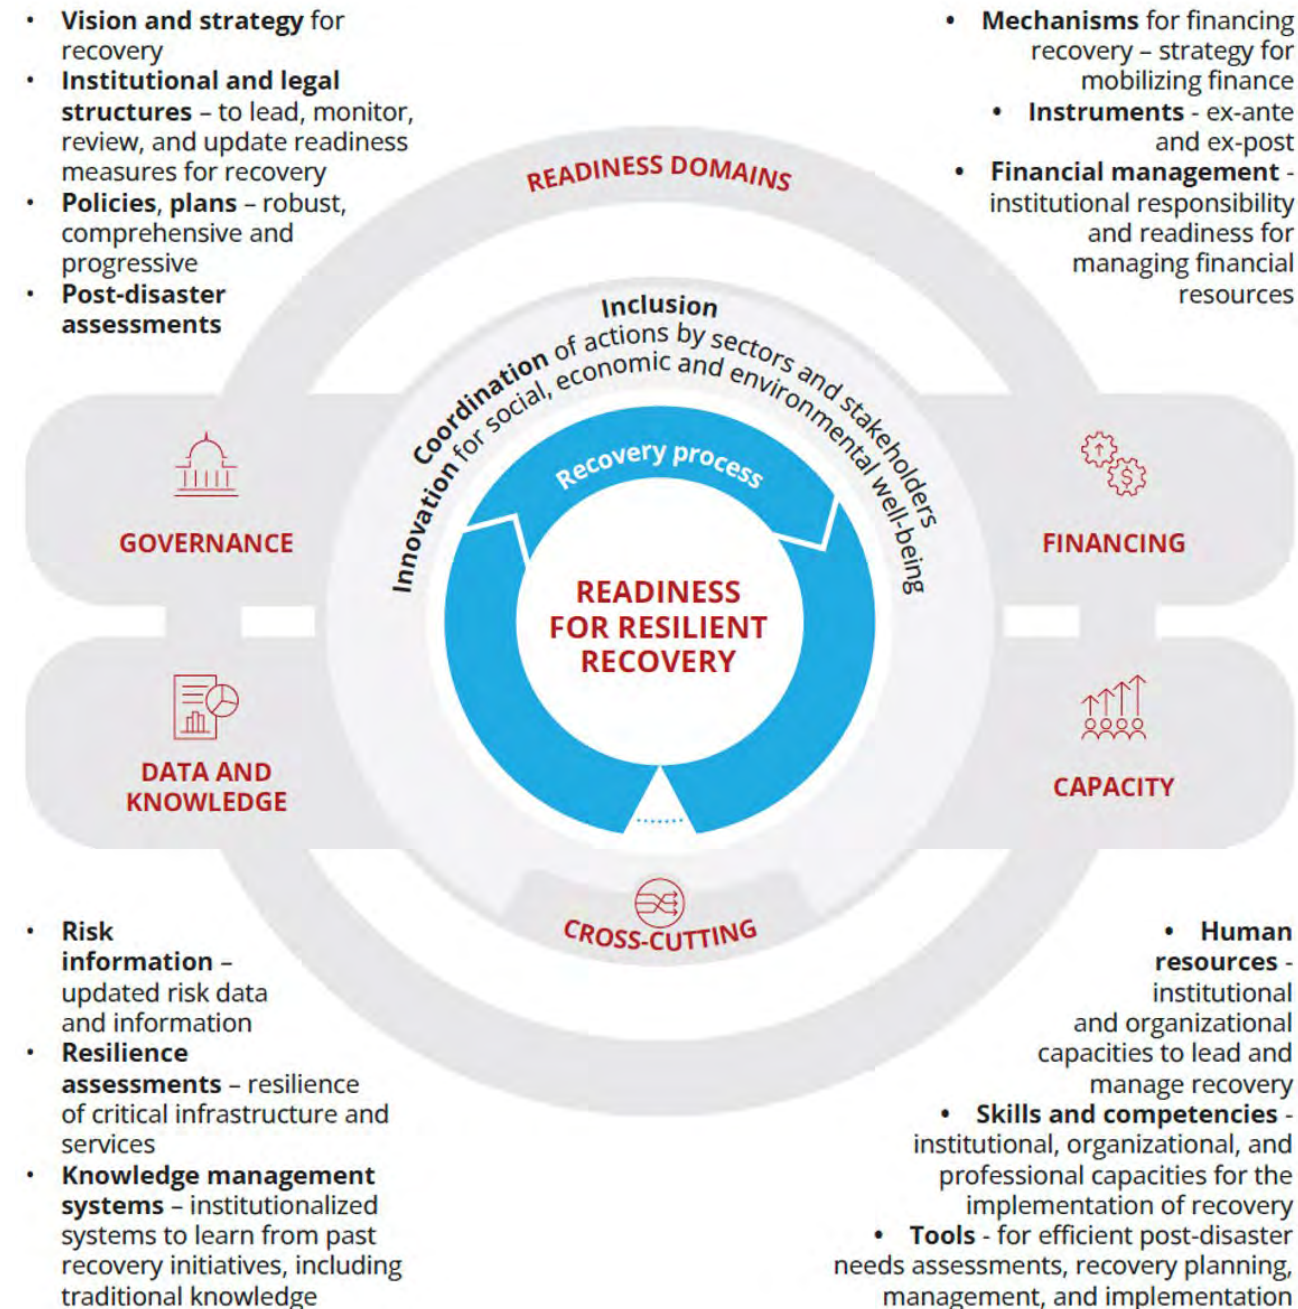 • Vision and strategy for
recovery
• Institutional and legal
structures – to lead, monitor,
review, and update readiness
measures for recovery
• Policies, plans – robust,
comprehensive and
progressive
• Post-disaster
assessments
• Mechanisms for financing
recovery – strategy for
mobilizing finance
• Instruments - ex-ante
and ex-post
• Financial management -
institutional responsibility
and readiness for
managing financial
resources
READINESS DOMAINS
Inclusion
Coordination of actions by sectors and stakeholders
Innovation for social, economic and environmental well-being
Recovery process
GOVERNANCE
FINANCING
READINESS
FOR RESILIENT
RECOVERY
DATA AND
KNOWLEDGE
CAPACITY
CROSS-CUTTING
• Risk
information –
updated risk data
and information
• Resilience
assessments – resilience
of critical infrastructure and
services
• Knowledge management
systems – institutionalized
systems to learn from past
recovery initiatives, including
traditional knowledge
• Human
resources -
institutional
and organizational
capacities to lead and
manage recovery
• Skills and competencies -
institutional, organizational, and
professional capacities for the
implementation of recovery
• Tools - for efficient post-disaster
needs assessments, recovery planning,
management, and implementation